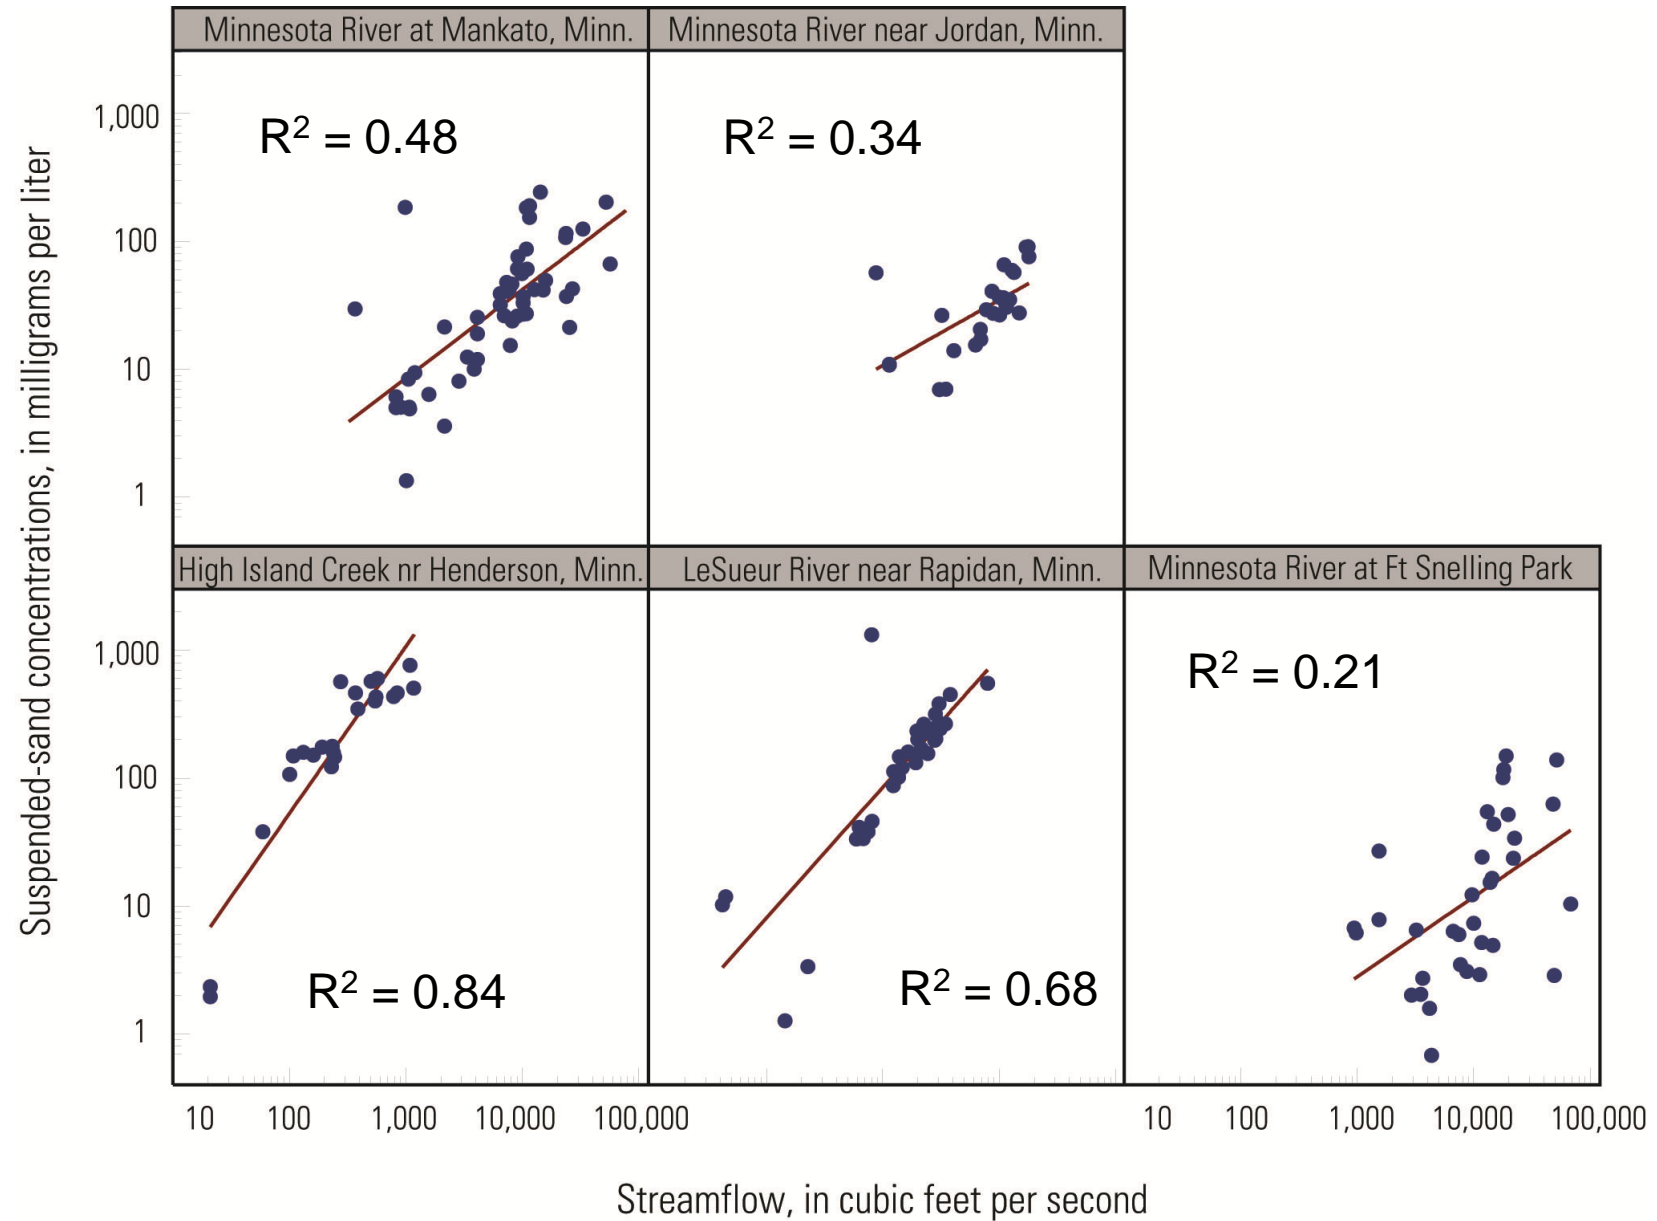 Suspended-sand concentrations, in milligrams per liter
Minnesota River at Mankato, Minn.
Minnesota River near Jordan, Minn.
1,000
100
10
1
R² = 0.48
R² = 0.34
High Island Creek nr Henderson, Minn.
LeSueur River near Rapidan, Minn.
Minnesota River at Ft Snelling Park
1,000
100
10
1
R² = 0.84
R² = 0.68
R² = 0.21
10 100 1,000 10,000 100,000
10 100 1,000 10,000 100,000
Streamflow, in cubic feet per second